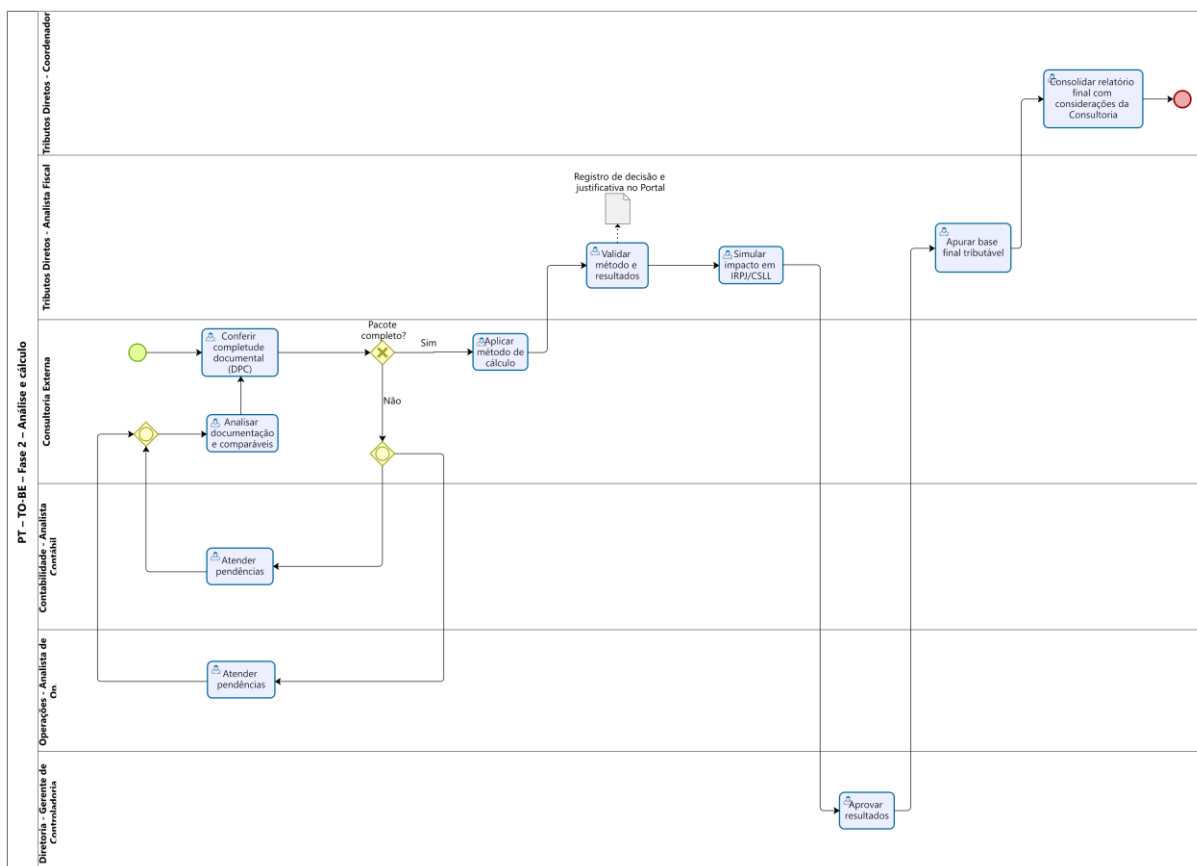 PT – TO-BE – Fase 2 – Análise e cálculo
Tributos Diretos - Coordenador
Consolidar relatório
final com
considerações da
Consultoria
Tributos Diretos - Analista Fiscal
Registro de decisão e
justificativa no Portal
Validar
método e
resultados
Simular
impacto em
IRPJ/CSLL
Apurar base
final tributável
Consultoria Externa
Conferir
completude
documental
(DPC)
Pacote
completo?
Sim
Aplicar
método de
cálculo
Não
Analisar
documentação
e comparáveis
Contabilidade - Analista
Contábil
Atender
pendências
Operações - Analista de
Op.
Atender
pendências
Diretoria - Gerente de
Controladoria
Aprovar
resultados